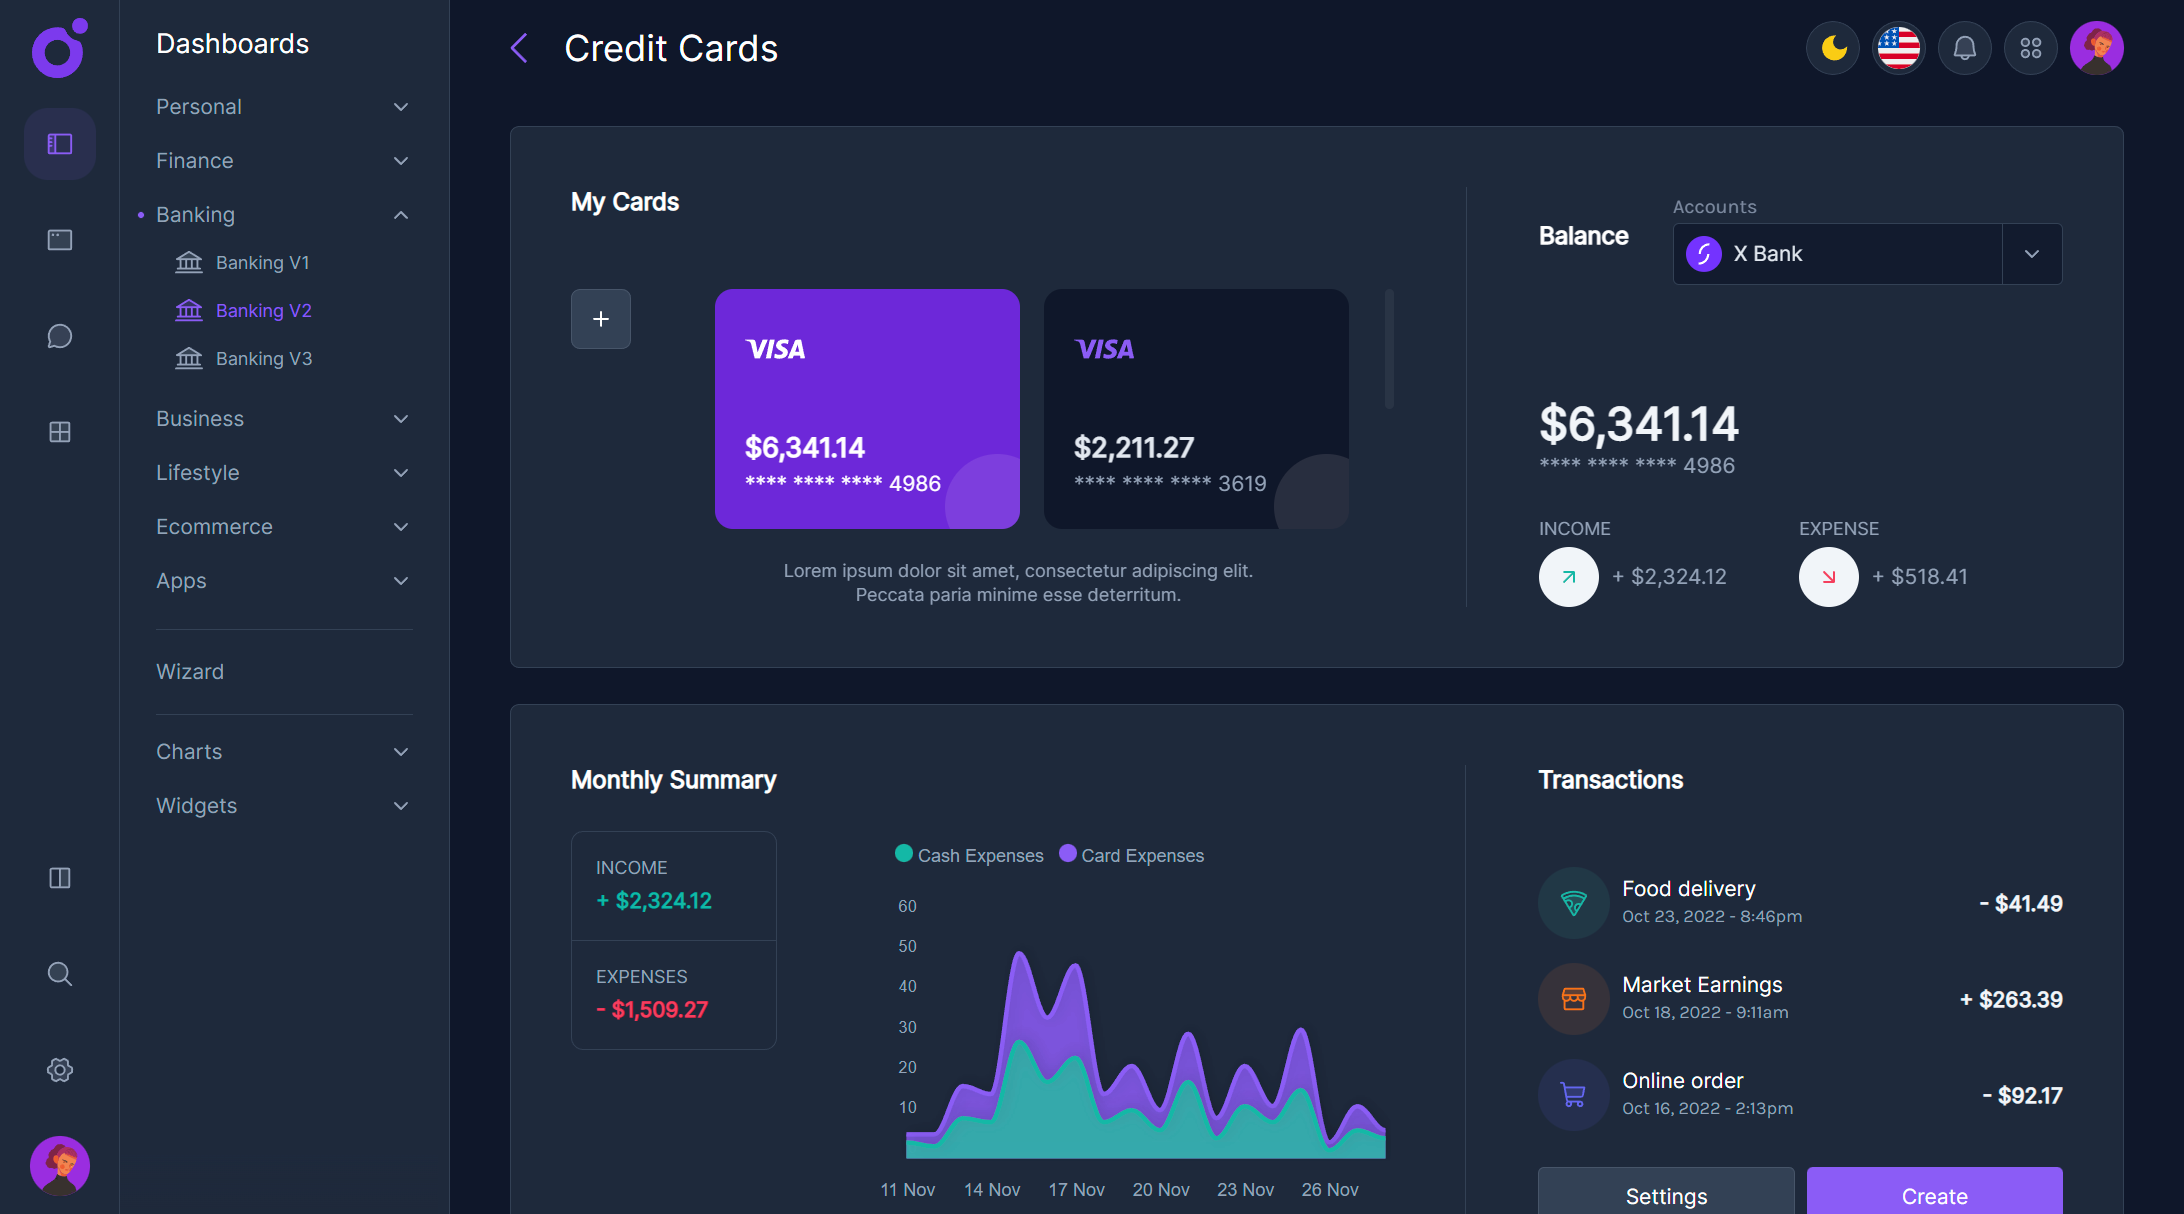 Dashboards
Personal
Finance
Banking
Banking V1
Banking V2
Banking V3
Business
Lifestyle
Ecommerce
Apps
Wizard
Charts
Widgets
Credit Cards
My Cards
VISA
$6,341.14
**** **** **** 4986
VISA
$2,211.27
**** **** **** 3619
Lorem ipsum dolor sit amet, consectetur adipiscing elit.
Peccata paria minime esse deterritum.
Balance
Accounts
X Bank
$6,341.14
**** **** **** 4986
INCOME
+ $2,324.12
EXPENSE
+ $518.41
Monthly Summary
INCOME
+ $2,324.12
EXPENSES
- $1,509.27
Cash Expenses
Card Expenses
60
50
40
30
20
10
11 Nov
14 Nov
17 Nov
20 Nov
23 Nov
26 Nov
Transactions
Food delivery
Oct 23, 2022 - 8:46pm
- $41.49
Market Earnings
Oct 18, 2022 - 9:11am
+ $263.39
Online order
Oct 16, 2022 - 2:13pm
- $92.17
Settings
Create